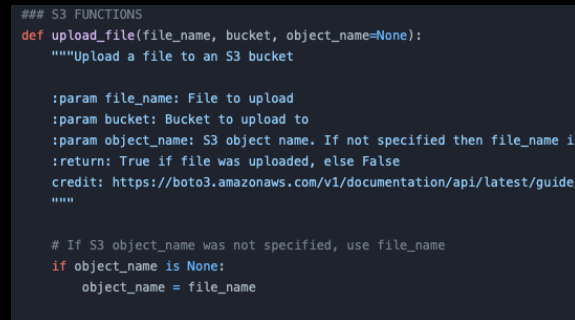 ### S3 FUNCTIONS
def upload_file(file_name, bucket, object_name=None):
"""Upload a file to an S3 bucket
:param file_name: File to upload
:param bucket: Bucket to upload to
:param object_name: S3 object name. If not specified then file_name i
:return: True if file was uploaded, else False
credit: https://boto3.amazonaws.com/v1/documentation/api/latest/guide
"""
# If S3 object_name was not specified, use file_name
if object_name is None:
object_name = file_name